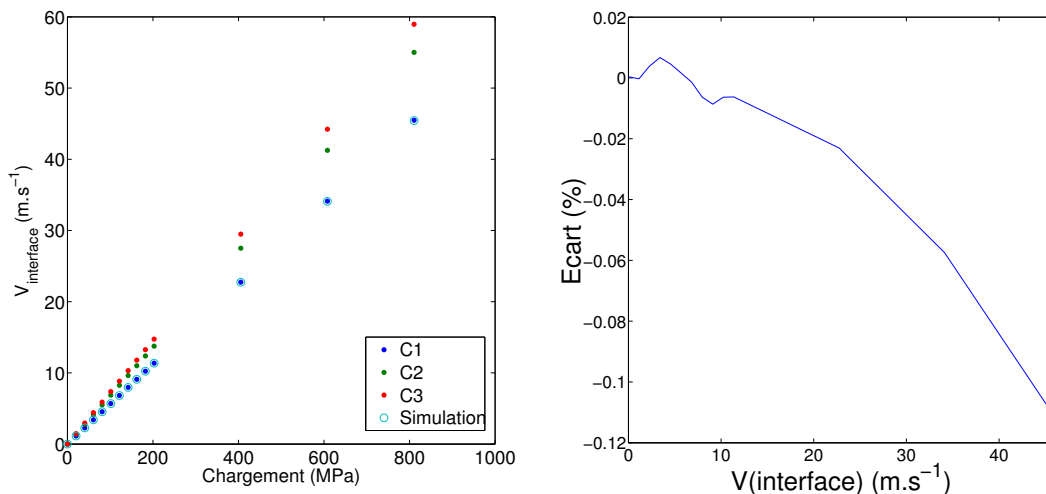 60
50
40
30
20
10
0
V_interface (m.s⁻¹)
C1
C2
C3
Simulation
0 200 400 600 800 1000
Chargement (MPa)
0.02
0
−0.02
−0.04
−0.06
−0.08
−0.1
−0.12
Ecart (%)
0 10 20 30 40
V(interface) (m.s⁻¹)